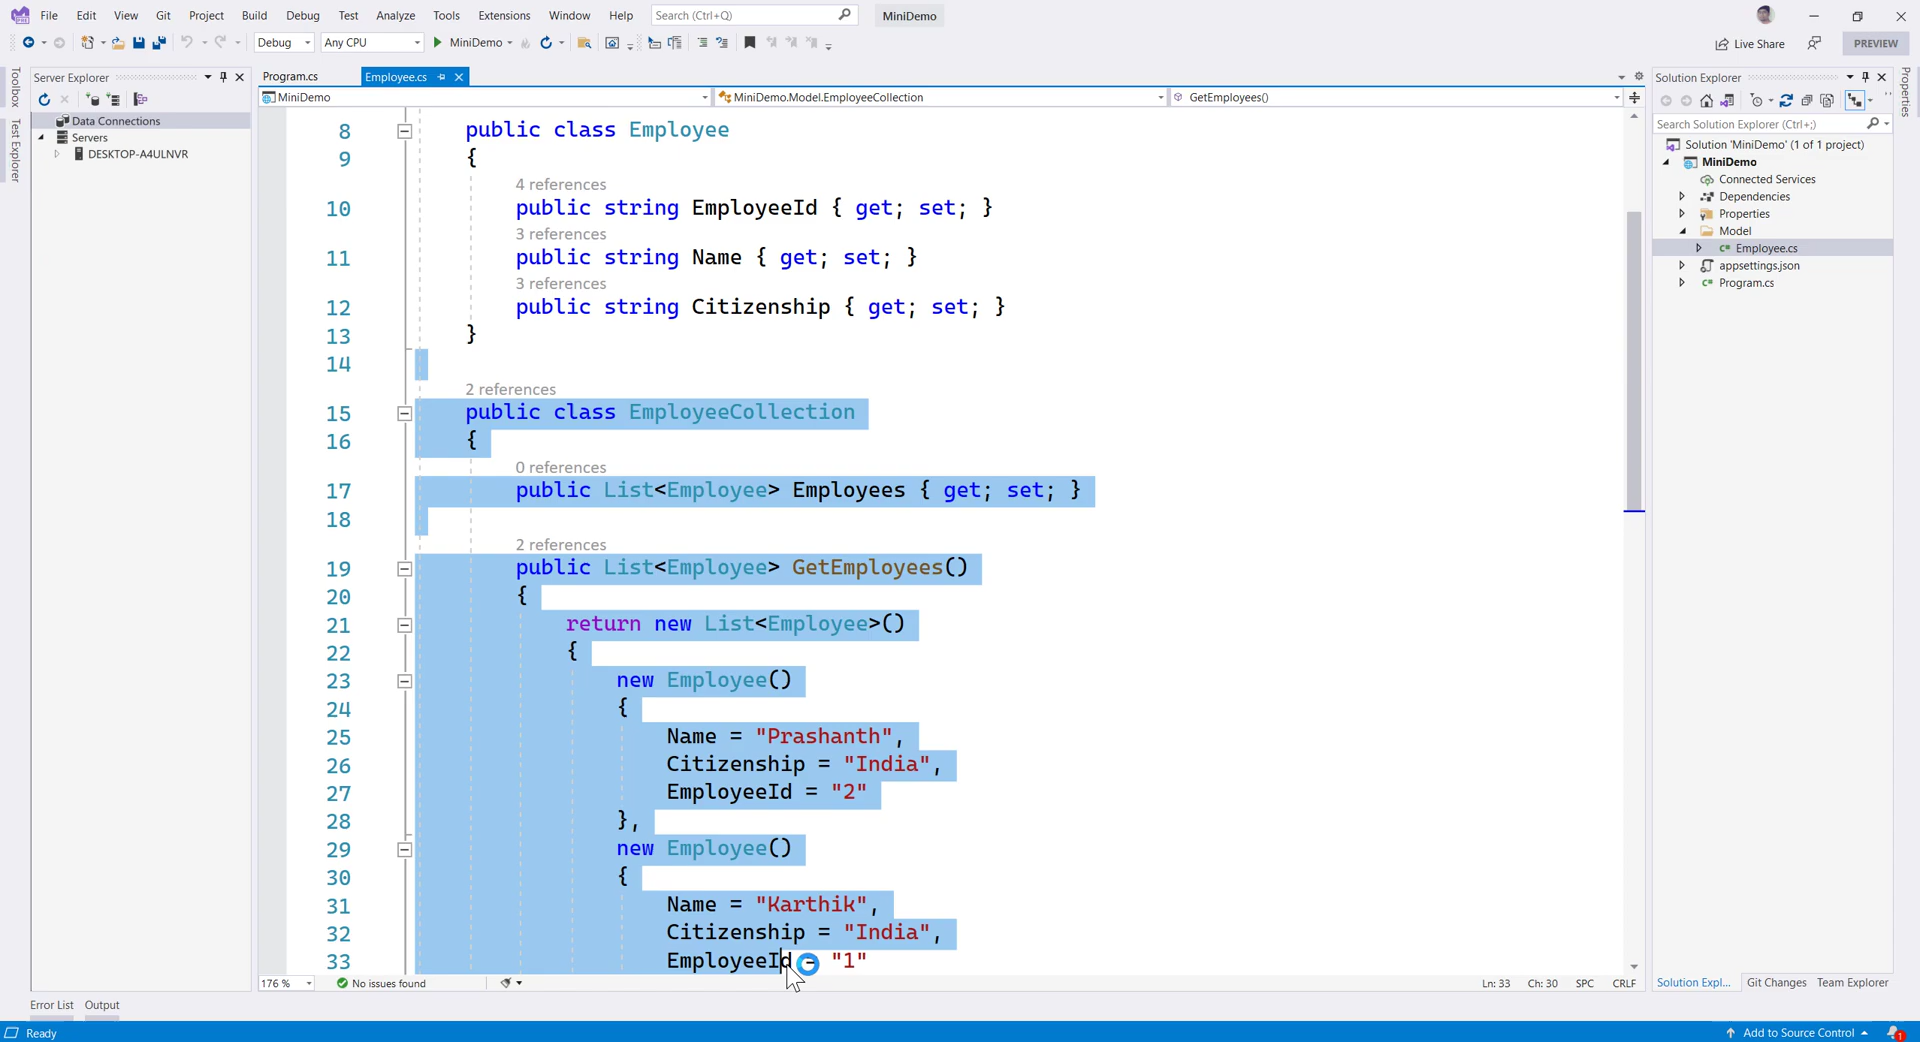 File Edit View Git Project Build Debug Test Analyze Tools Extensions Window Help Search (Ctrl+Q) MiniDemo
Debug Any CPU MiniDemo Live Share PREVIEW
Toolbox
Test Explorer
Server Explorer
Data Connections
Servers
DESKTOP-A4ULNVR
Program.cs Employee.cs
MiniDemo MiniDemo.Model.EmployeeCollection GetEmployees()
8 public class Employee
9 {
4 references
10 public string EmployeeId { get; set; }
3 references
11 public string Name { get; set; }
3 references
12 public string Citizenship { get; set; }
13 }
14
2 references
15 public class EmployeeCollection
16 {
0 references
17 public List<Employee> Employees { get; set; }
18
2 references
19 public List<Employee> GetEmployees()
20 {
21 return new List<Employee>()
22 {
23 new Employee()
24 {
25 Name = "Prashanth",
26 Citizenship = "India",
27 EmployeeId = "2"
28 },
29 new Employee()
30 {
31 Name = "Karthik",
32 Citizenship = "India",
33 EmployeeId = "1"
176 % No issues found Ln: 33 Ch: 30 SPC CRLF
Solution Explorer
Search Solution Explorer (Ctrl+;)
Solution 'MiniDemo' (1 of 1 project)
MiniDemo
Connected Services
Dependencies
Properties
Model
C# Employee.cs
appsettings.json
C# Program.cs
Solution Expl... Git Changes Team Explorer
Properties
Error List Output
Ready Add to Source Control 1